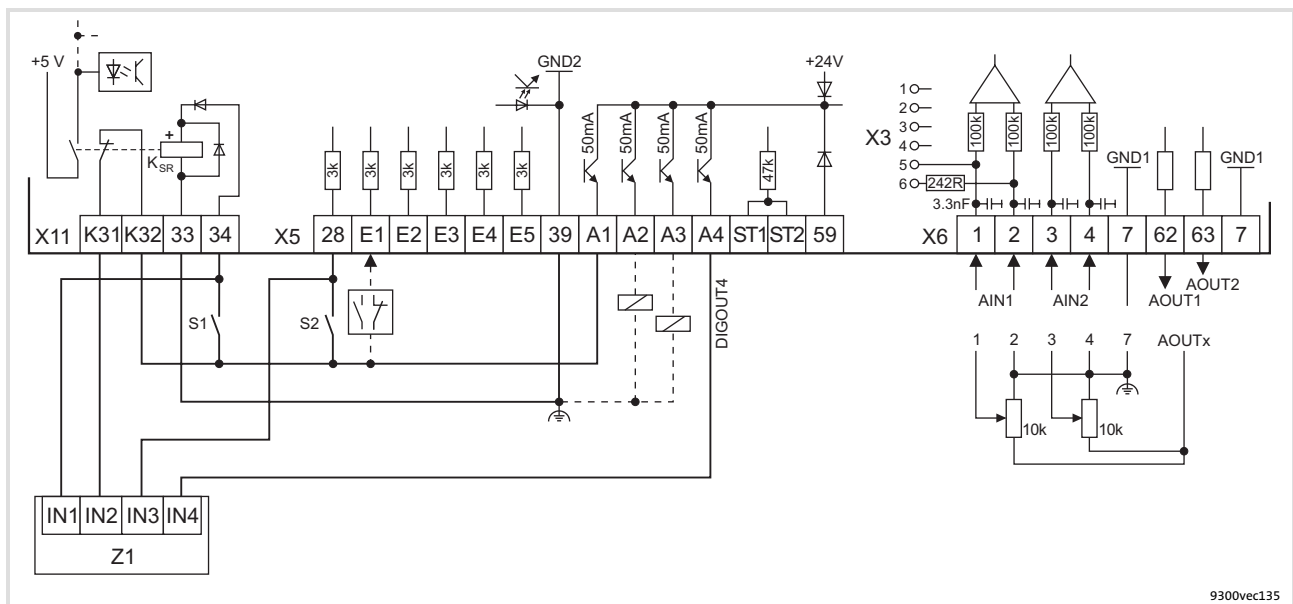 +5 V
+
K SR
GND2
+24V
3k
3k
3k
3k
3k
3k
50mA
50mA
50mA
50mA
47k
1
2
3
4
5
6
X3
242R
100k
100k
100k
100k
3.3nF
GND1
GND1
X11 K31 K32 33 34
X5 28 E1 E2 E3 E4 E5 39 A1 A2 A3 A4 ST1 ST2 59
X6 1 2 3 4 7 62 63 7
S1
S2
DIGOUT4
AIN1
AIN2
AOUT1
AOUT2
1 2 3 4 7 AOUTx
10k
10k
IN1 IN2 IN3 IN4
Z1
9300vec135